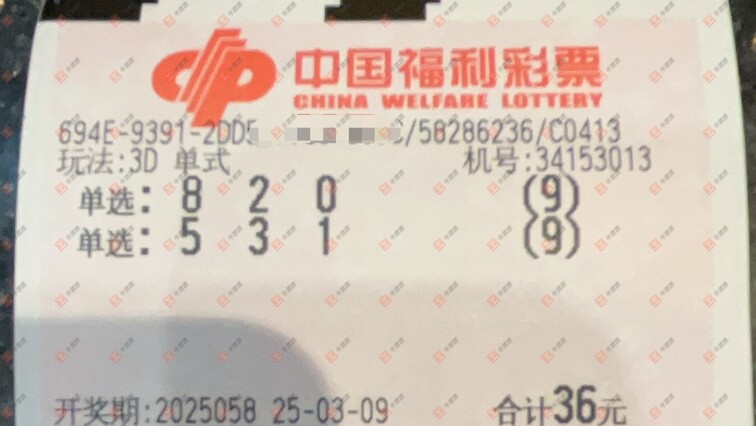 中国福利彩票
CHINA WELFARE LOTTERY
694E-9391-2DD5 /58286236/C0413
玩法:3D 单式 机号:34153013
单选: 8 2 0 (9)
单选: 5 3 1 (9)
开奖期:2025058 25-03-09 合计36元